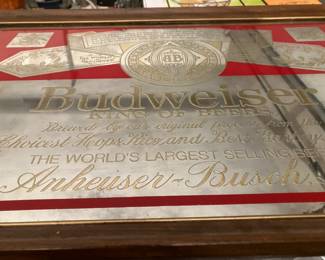 Budweiser
KING OF BEERS
Brewed by our original
Choicest Hops, Rice and Best
THE WORLD'S LARGEST SELLING BEER
Anheuser-Busch